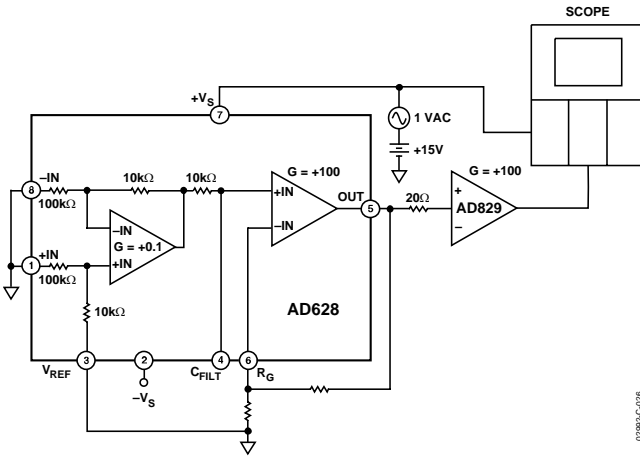 SCOPE
+VS
7
1 VAC
+15V
G = +100
G = +100
–IN
10kΩ
10kΩ
8
100kΩ
–IN
G = +0.1
+IN
+IN
–IN
OUT
5
20Ω
+
AD829
–
+IN
1
100kΩ
10kΩ
AD628
3
2
4
6
VREF
–VS
CFILT
RG
02992-C-026